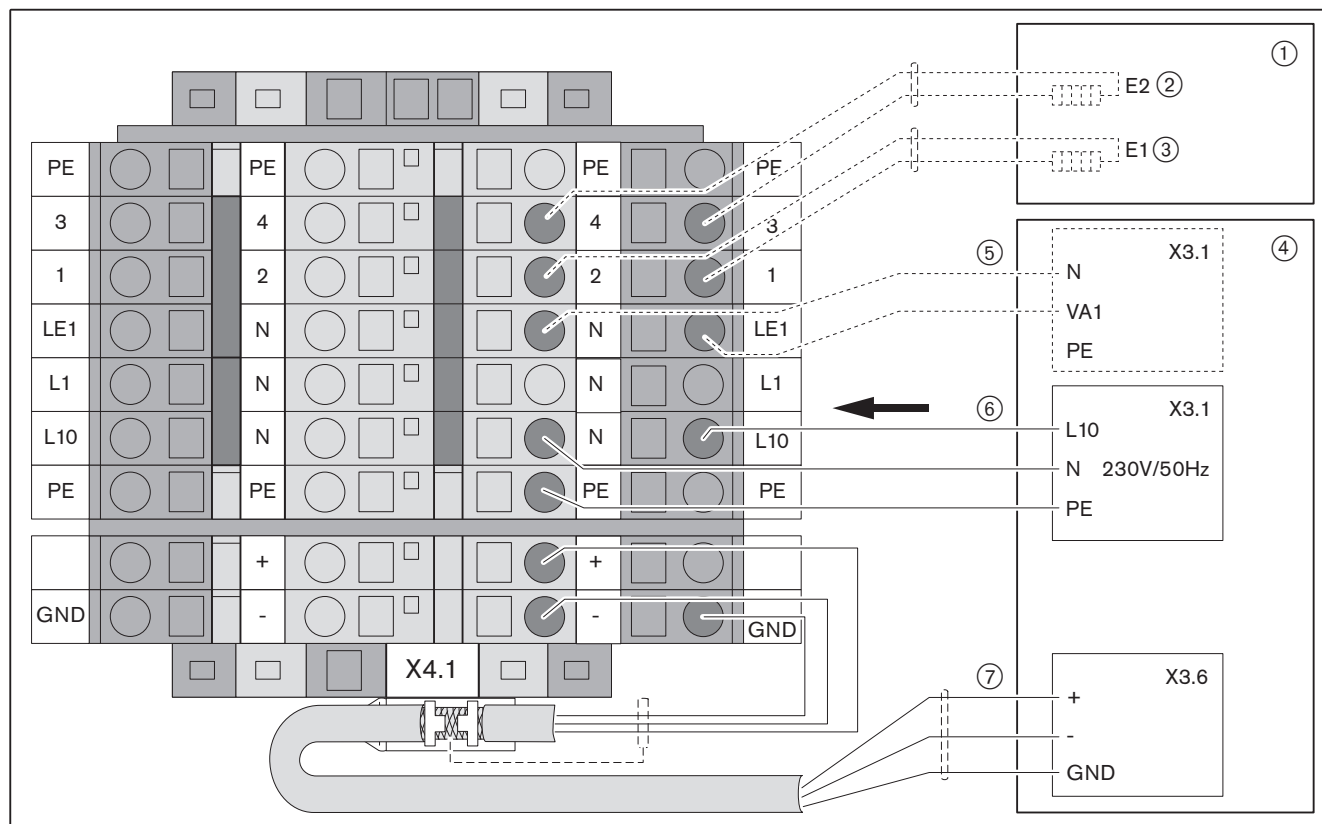 ①
E2 ②
E1 ③
PE PE PE PE
3 4 4 3
1 2 2 1
LE1 N N LE1
L1 N N L1
L10 N N L10
PE PE PE PE
+ +
GND - - GND
X4.1
④
⑤
X3.1
N
VA1
PE
⑥
X3.1
L10
N 230V/50Hz
PE
⑦
X3.6
+
-
GND